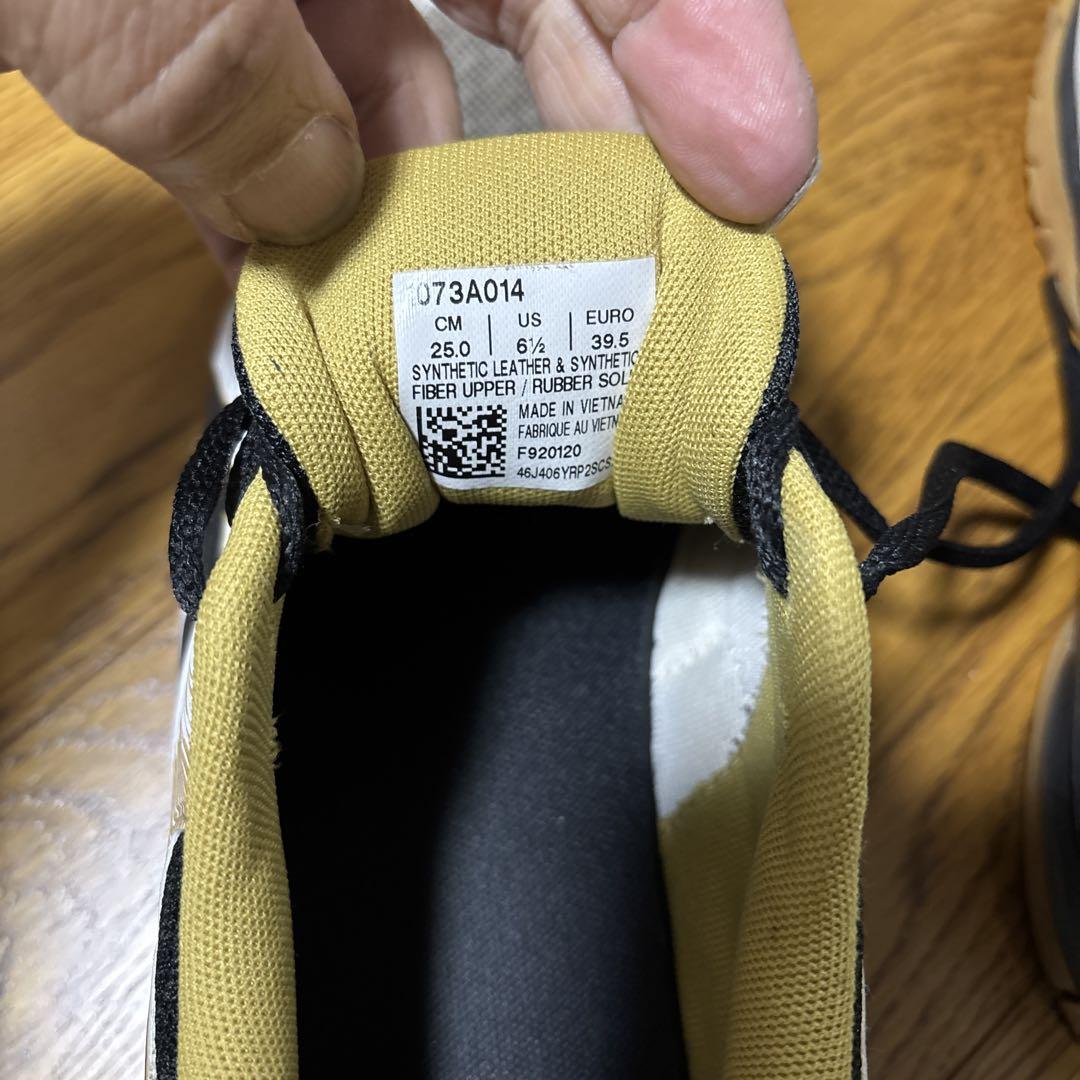 1073A014
CM | US | EURO
25.0 | 6½ | 39.5
SYNTHETIC LEATHER & SYNTHETIC
FIBER UPPER / RUBBER SOL
MADE IN VIETNA
FABRIQUE AU VIETN
F920120
46J406YRP2SCS